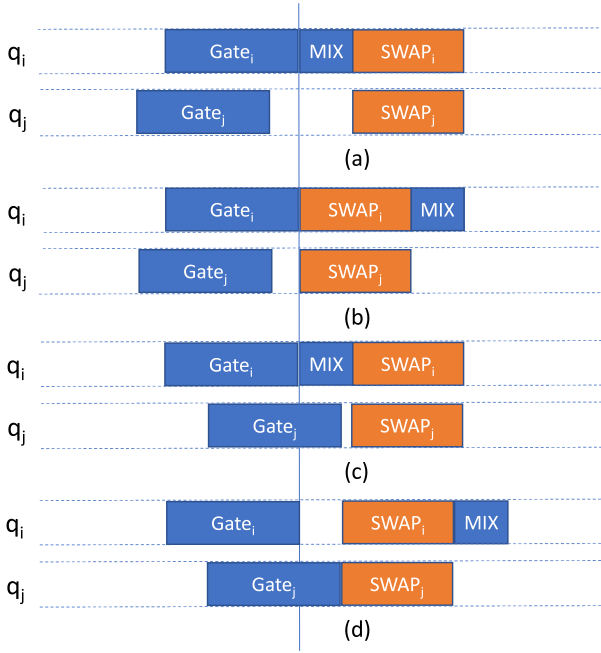 qi Gatei MIX SWAPi
qj Gatej SWAPj
(a)
qi Gatei SWAPi MIX
qj Gatej SWAPj
(b)
qi Gatei MIX SWAPi
qj Gatej SWAPj
(c)
qi Gatei SWAPi MIX
qj Gatej SWAPj
(d)